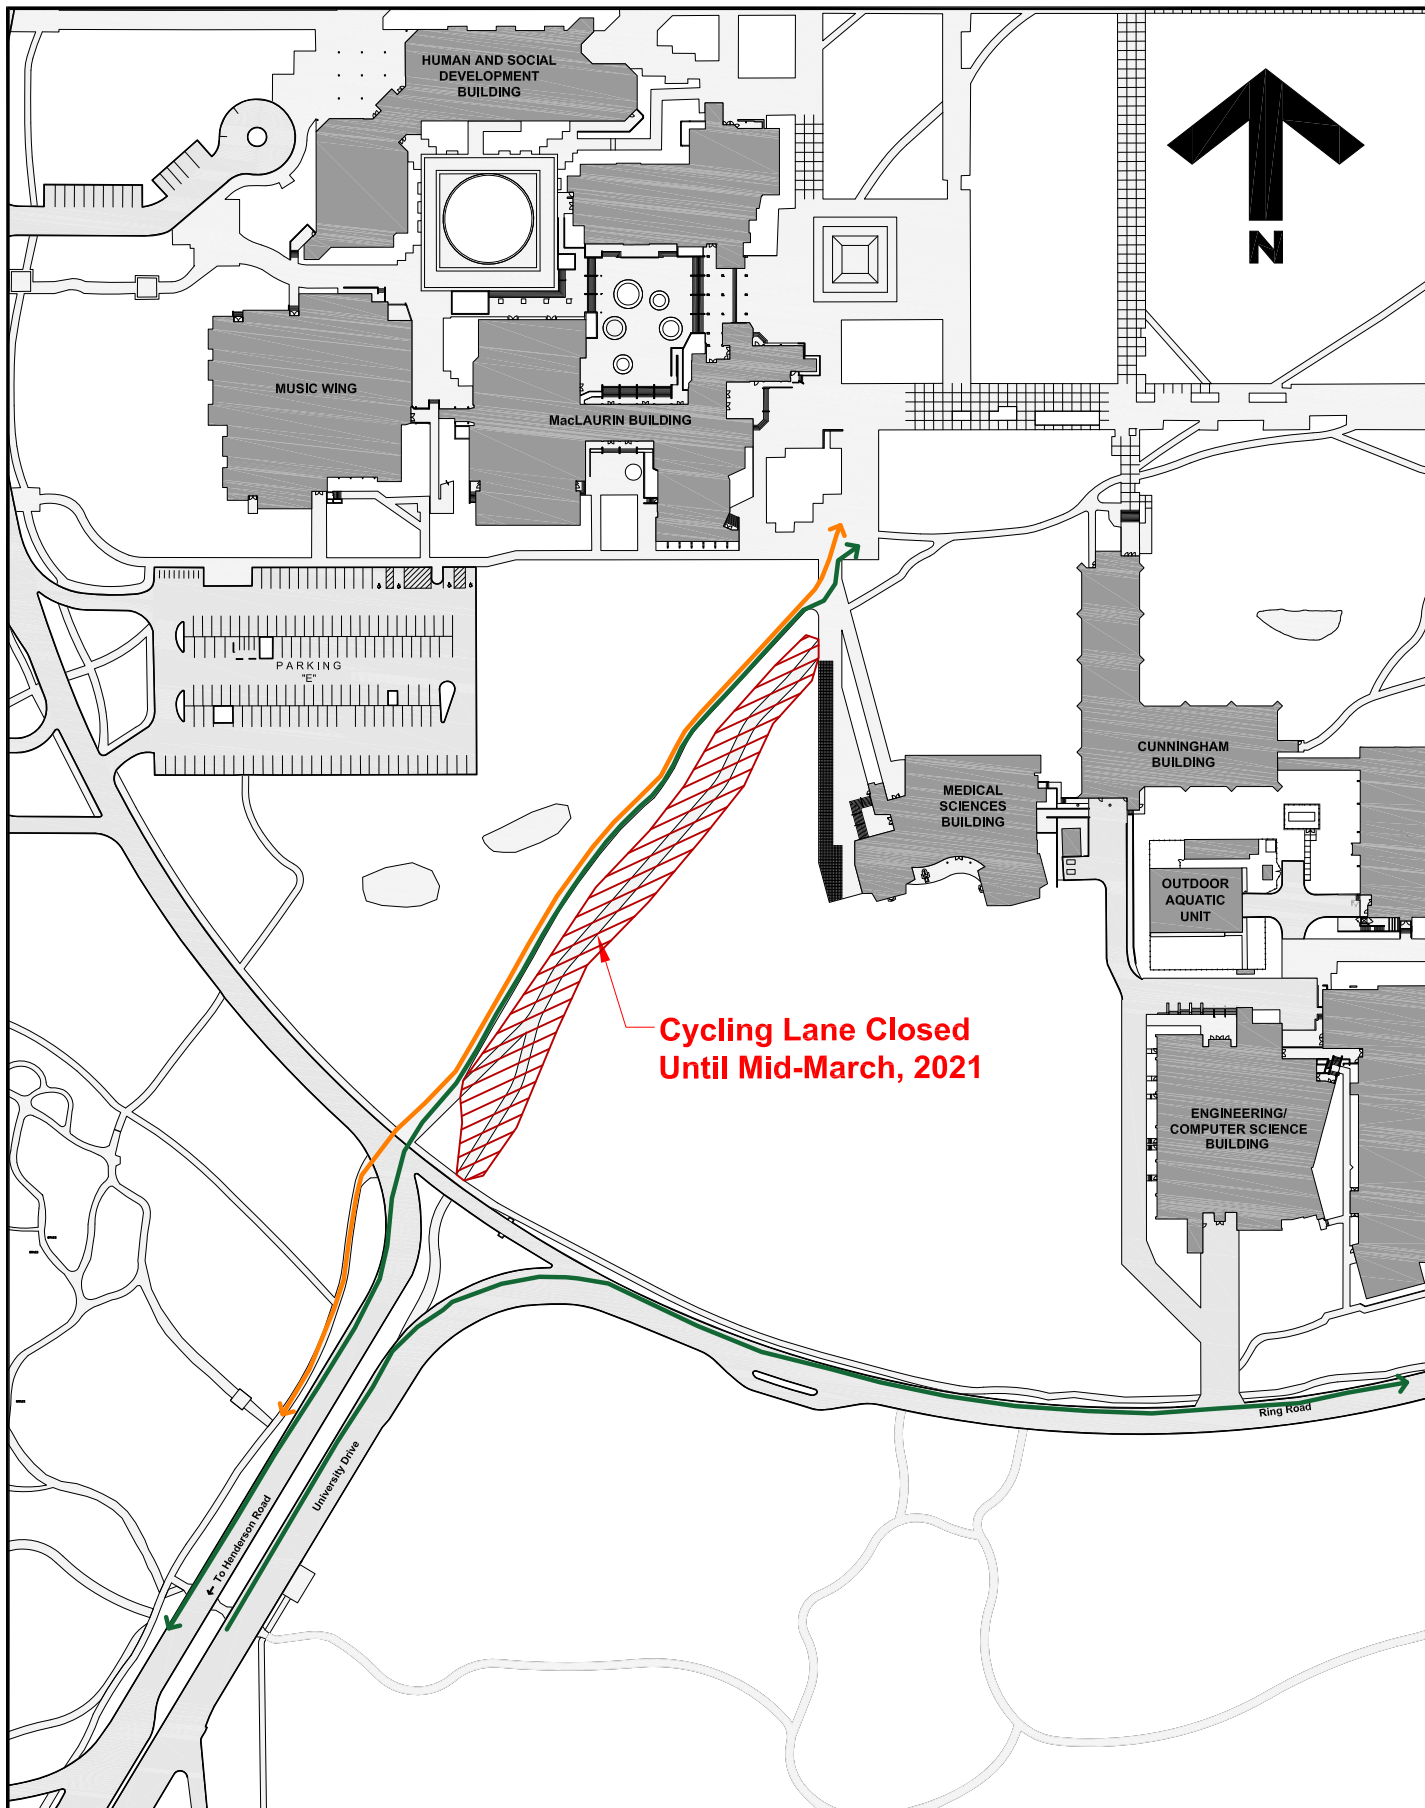 HUMAN AND SOCIAL
DEVELOPMENT
BUILDING
N
MUSIC WING
MacLAURIN BUILDING
PARKING
"E"
CUNNINGHAM
BUILDING
MEDICAL
SCIENCES
BUILDING
OUTDOOR
AQUATIC
UNIT
Cycling Lane Closed
Until Mid-March, 2021
ENGINEERING/
COMPUTER SCIENCE
BUILDING
Ring Road
University Drive
To Henderson Road